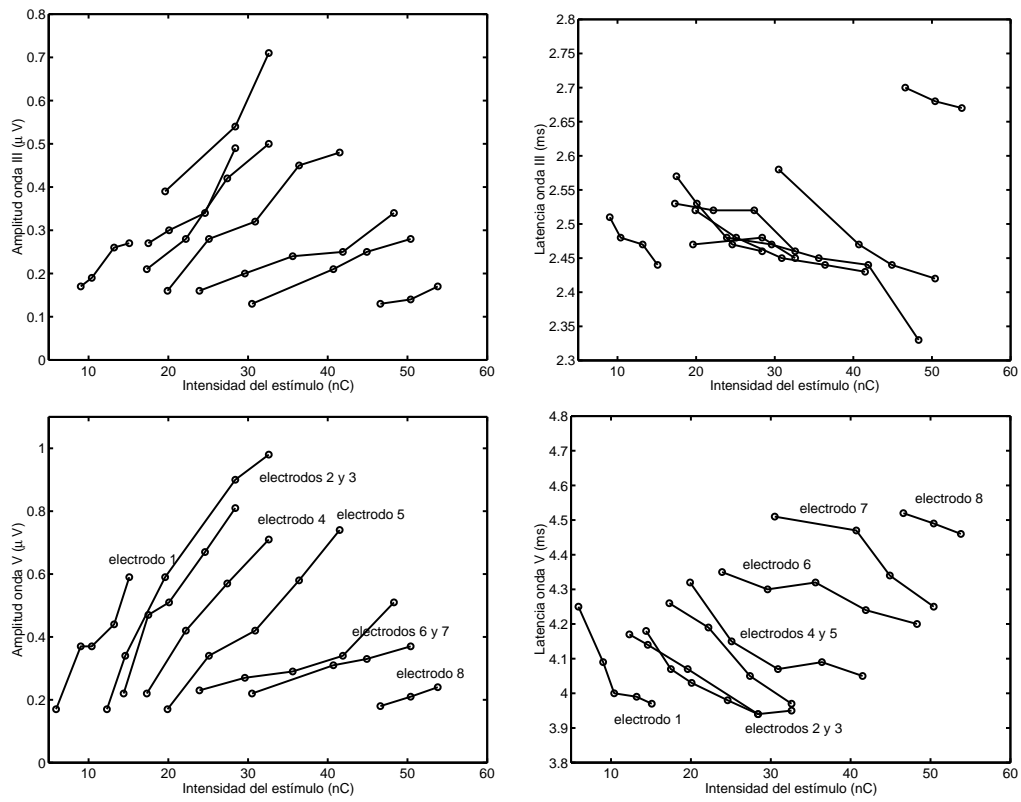 0.8
0.7
0.6
0.5
0.4
0.3
0.2
0.1
0
10 20 30 40 50 60
Amplitud onda III (µ V)
Intensidad del estímulo (nC)
2.8
2.75
2.7
2.65
2.6
2.55
2.5
2.45
2.4
2.35
2.3
10 20 30 40 50 60
Latencia onda III (ms)
Intensidad del estímulo (nC)
1
0.8
0.6
0.4
0.2
0
10 20 30 40 50 60
Amplitud onda V (µ V)
Intensidad del estímulo (nC)
electrodos 2 y 3
electrodo 4
electrodo 5
electrodo 1
electrodos 6 y 7
electrodo 8
4.8
4.7
4.6
4.5
4.4
4.3
4.2
4.1
4
3.9
3.8
10 20 30 40 50 60
Latencia onda V (ms)
Intensidad del estímulo (nC)
electrodo 8
electrodo 7
electrodo 6
electrodos 4 y 5
electrodo 1
electrodos 2 y 3